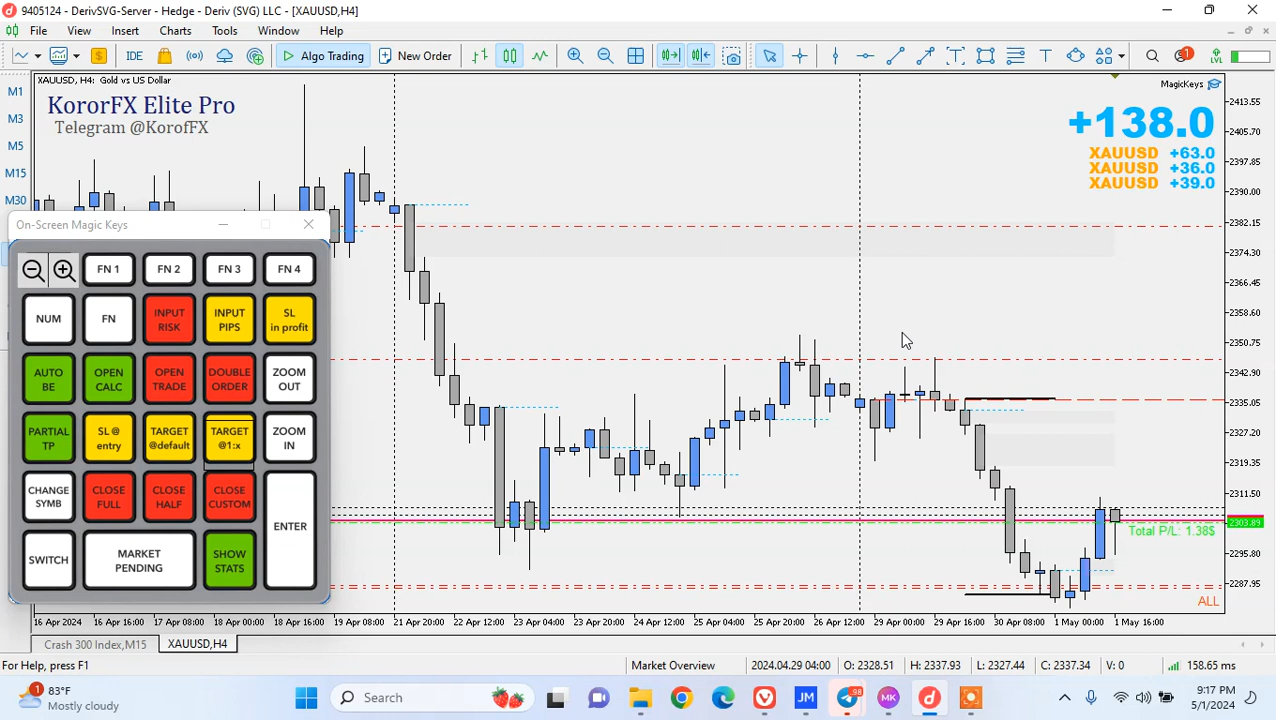 9405124 - DerivSVG-Server - Hedge - Deriv (SVG) LLC - [XAUUSD,H4]
File View Insert Charts Tools Window Help
IDE Algo Trading New Order 1 LVL
XAUUSD, H4: Gold vs US Dollar
MagicKeys
M1
M3
M5
M15
M30
KororFX Elite Pro
Telegram @KorofFX
+138.0
XAUUSD +63.0
XAUUSD +36.0
XAUUSD +39.0
On-Screen Magic Keys
FN 1 FN 2 FN 3 FN 4
NUM FN INPUT RISK INPUT PIPS SL in profit
AUTO BE OPEN CALC OPEN TRADE DOUBLE ORDER ZOOM OUT
PARTIAL TP SL @ entry TARGET @default TARGET @1:x ZOOM IN
CHANGE SYMB CLOSE FULL CLOSE HALF CLOSE CUSTOM ENTER
SWITCH MARKET PENDING SHOW STATS
2413.55
2405.70
2397.85
2390.00
2382.15
2374.30
2366.45
2358.60
2350.75
2342.90
2335.05
2327.20
2319.35
2311.50
2303.89
2295.80
2287.95
Total P/L: 1.38$
ALL
16 Apr 2024 16 Apr 16:00 17 Apr 08:00 18 Apr 00:00 18 Apr 16:00 19 Apr 08:00 21 Apr 20:00 22 Apr 12:00 23 Apr 04:00 23 Apr 20:00 24 Apr 12:00 25 Apr 04:00 25 Apr 20:00 26 Apr 12:00 29 Apr 00:00 29 Apr 16:00 30 Apr 08:00 1 May 00:00 1 May 16:00
Crash 300 Index,M15 XAUUSD,H4
For Help, press F1 Market Overview 2024.04.29 04:00 O: 2328.51 H: 2337.93 L: 2327.44 C: 2337.34 V: 0 158.65 ms
1 83°F
Mostly cloudy
Search
JM 98 MK
9:17 PM
5/1/2024